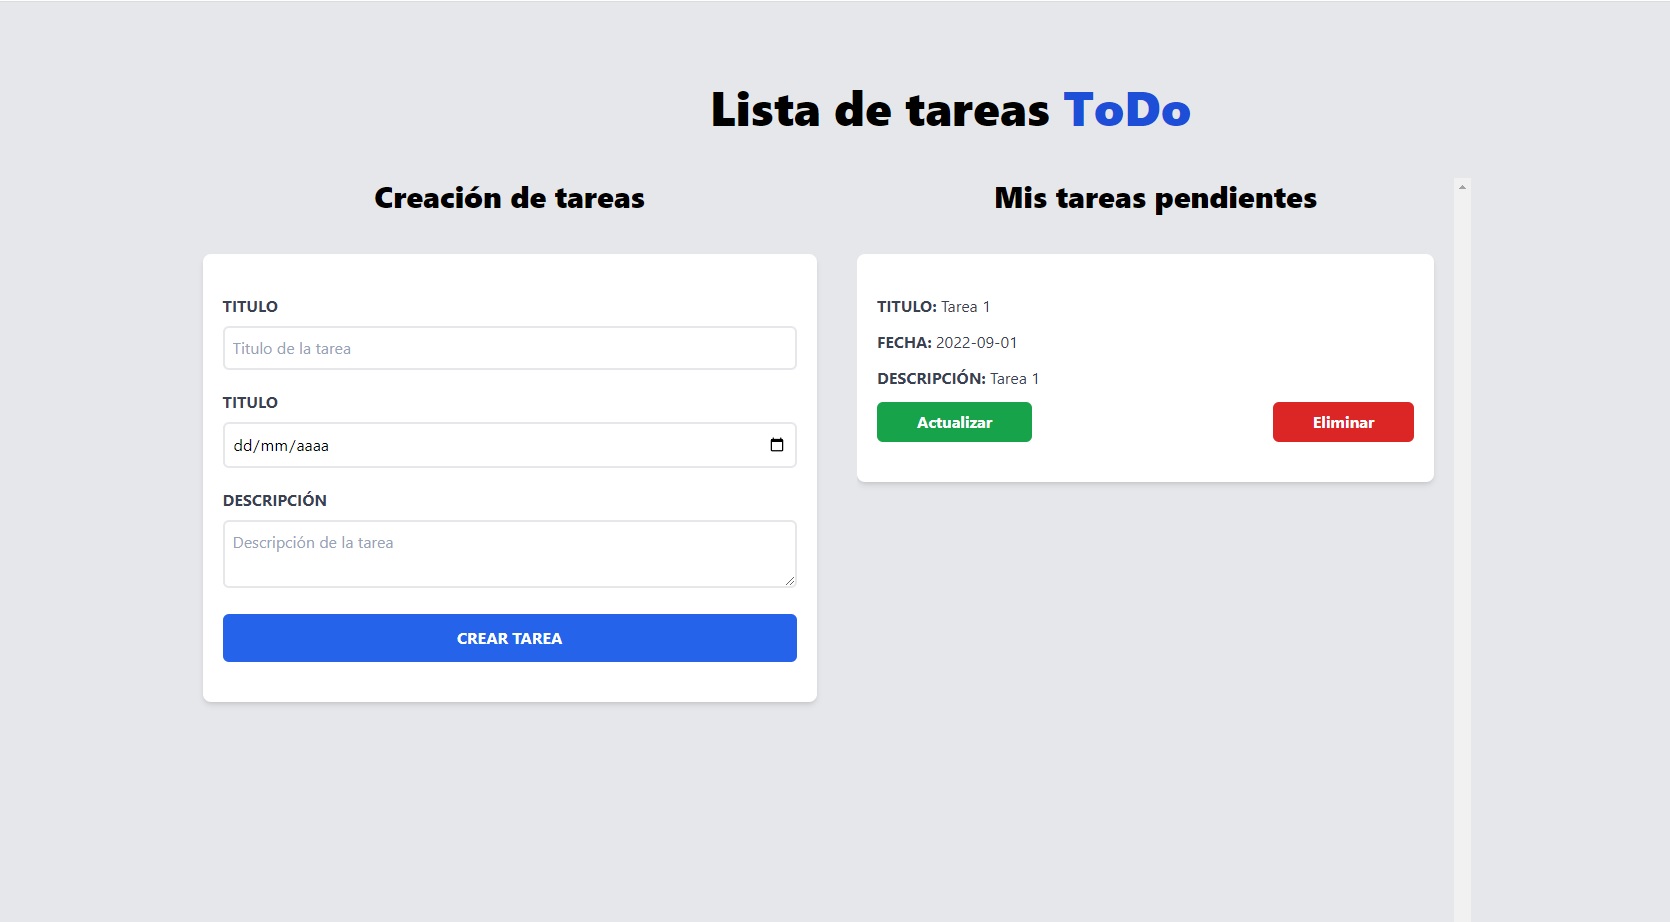 Lista de tareas ToDo
Creación de tareas
TITULO
Titulo de la tarea
TITULO
dd/mm/aaaa
DESCRIPCIÓN
Descripción de la tarea
CREAR TAREA
Mis tareas pendientes
TITULO: Tarea 1
FECHA: 2022-09-01
DESCRIPCIÓN: Tarea 1
Actualizar
Eliminar